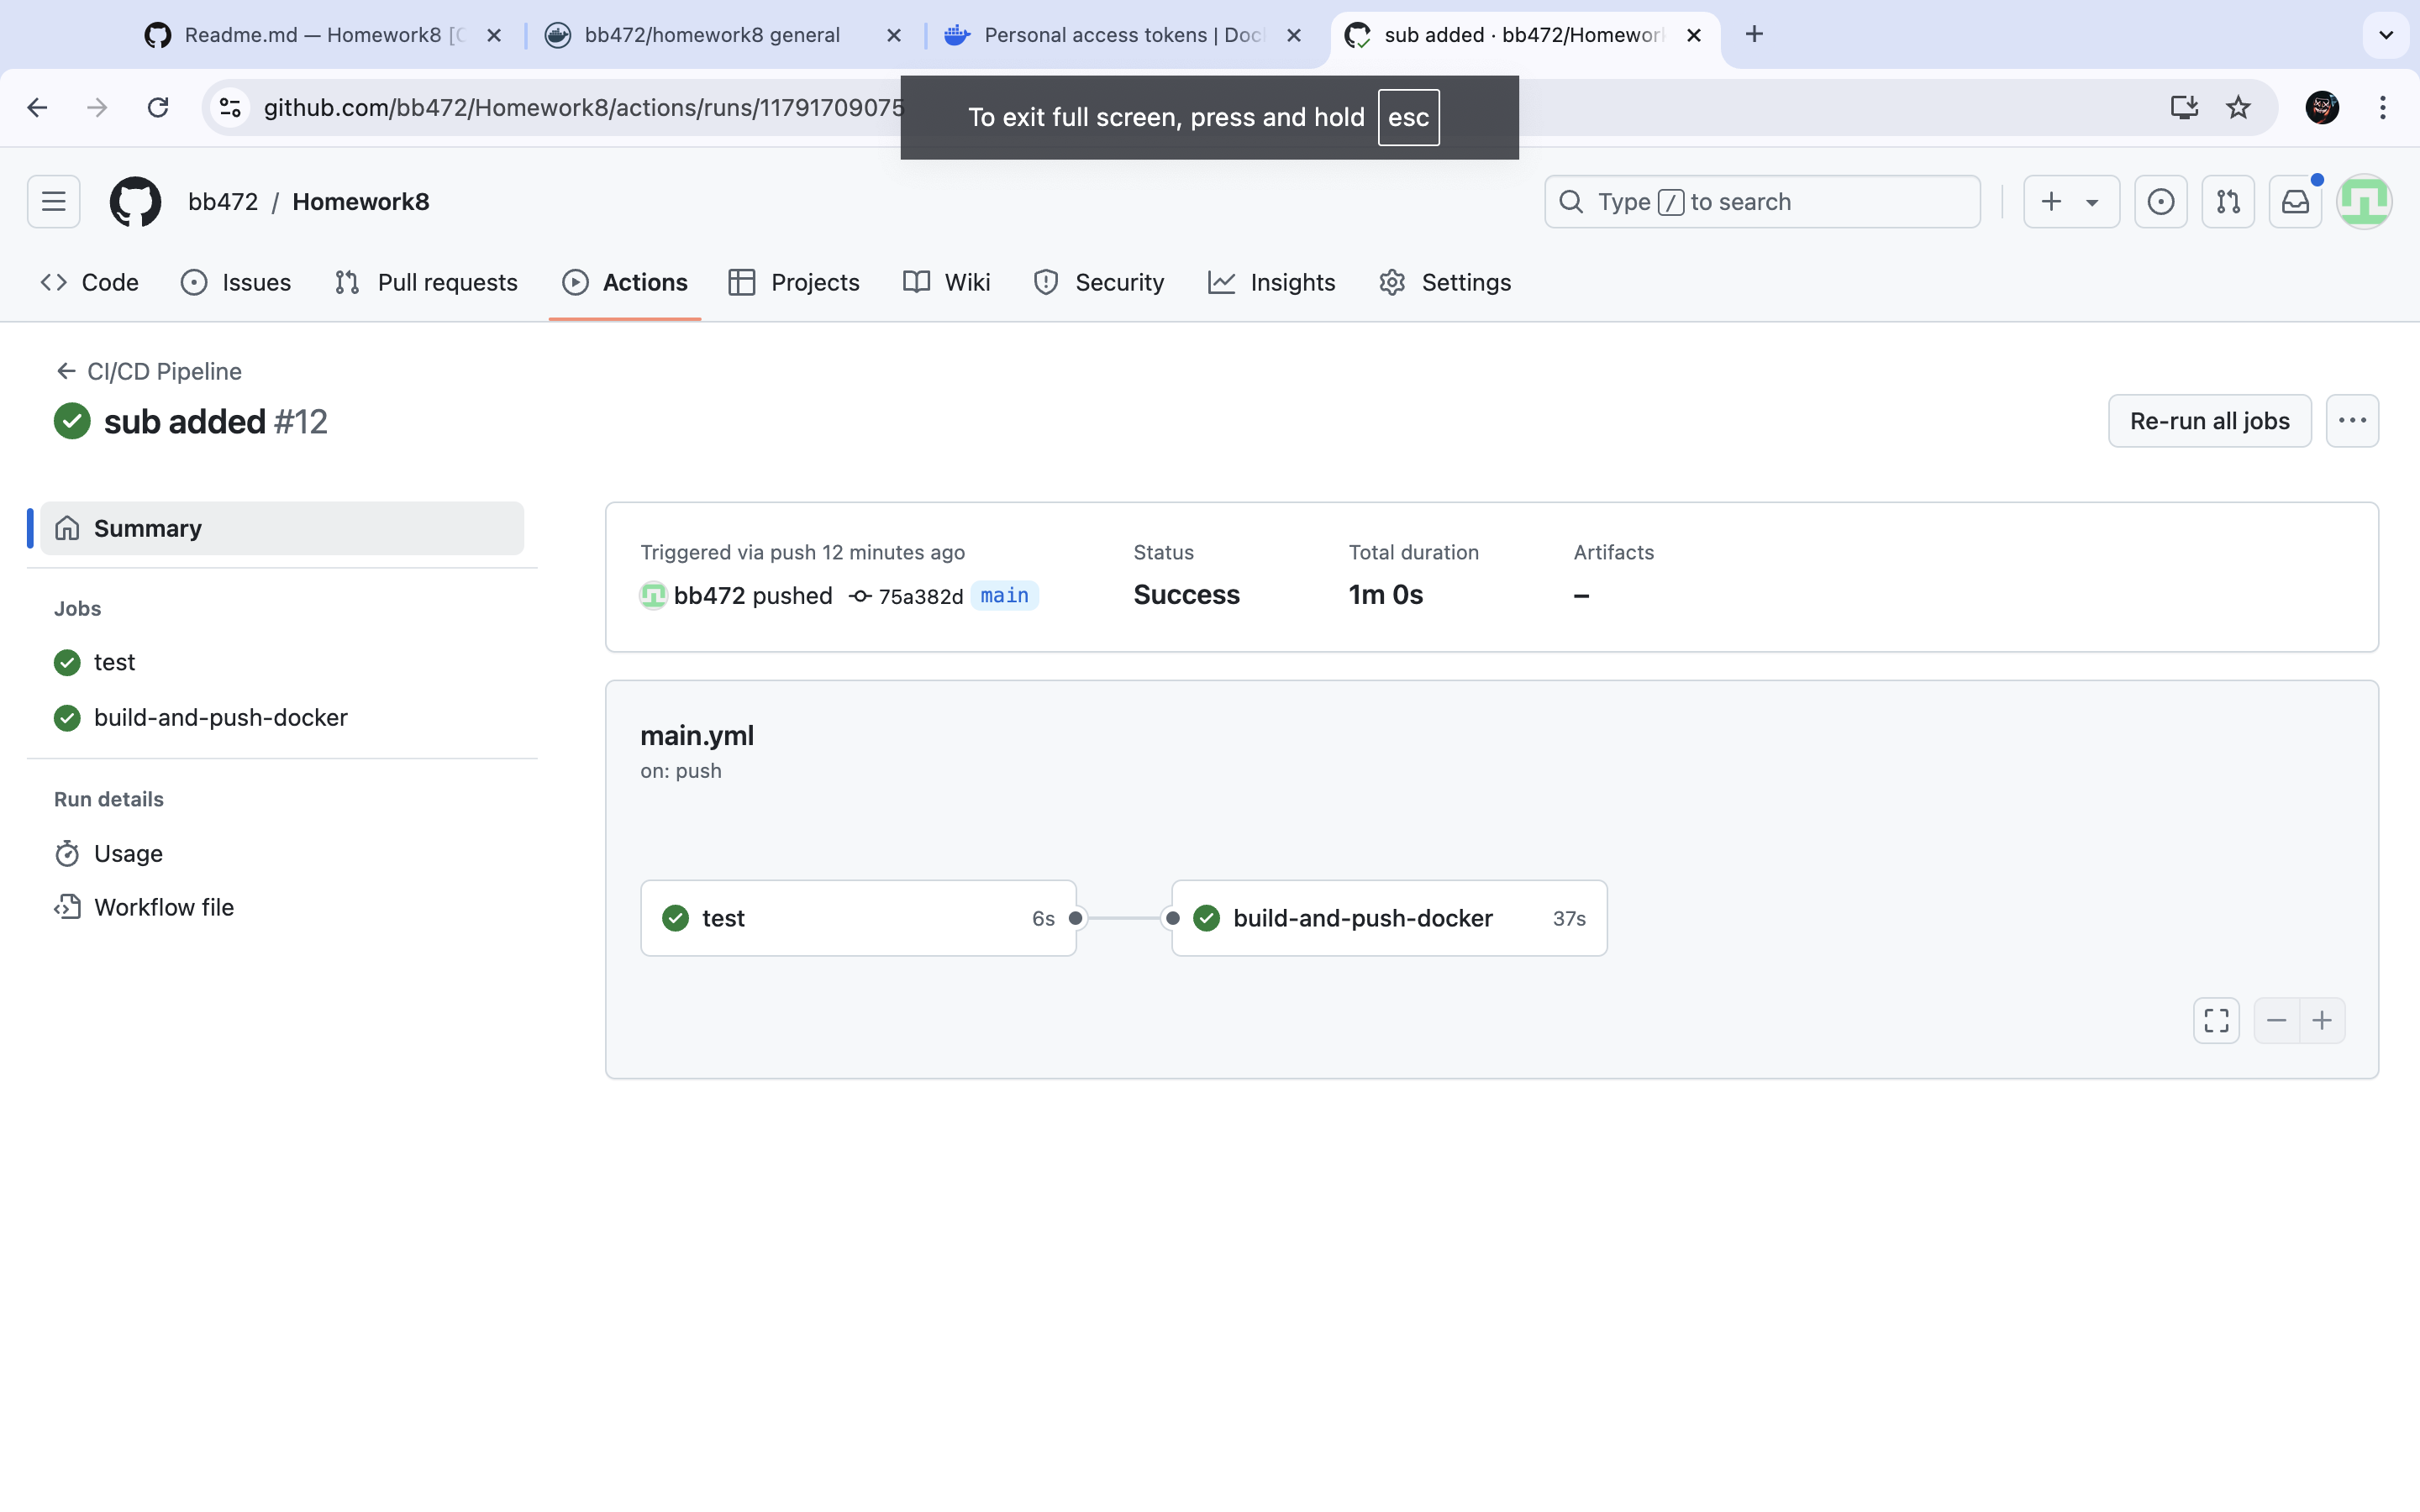 Readme.md — Homework8 [C
bb472/homework8 general
Personal access tokens | Doc
sub added · bb472/Homewor
github.com/bb472/Homework8/actions/runs/11791709075
To exit full screen, press and hold esc
bb472 / Homework8
Type / to search
Code
Issues
Pull requests
Actions
Projects
Wiki
Security
Insights
Settings
CI/CD Pipeline
sub added #12
Re-run all jobs
Summary
Jobs
test
build-and-push-docker
Run details
Usage
Workflow file
Triggered via push 12 minutes ago
bb472 pushed 75a382d main
Status
Success
Total duration
1m 0s
Artifacts
–
main.yml
on: push
test 6s
build-and-push-docker 37s